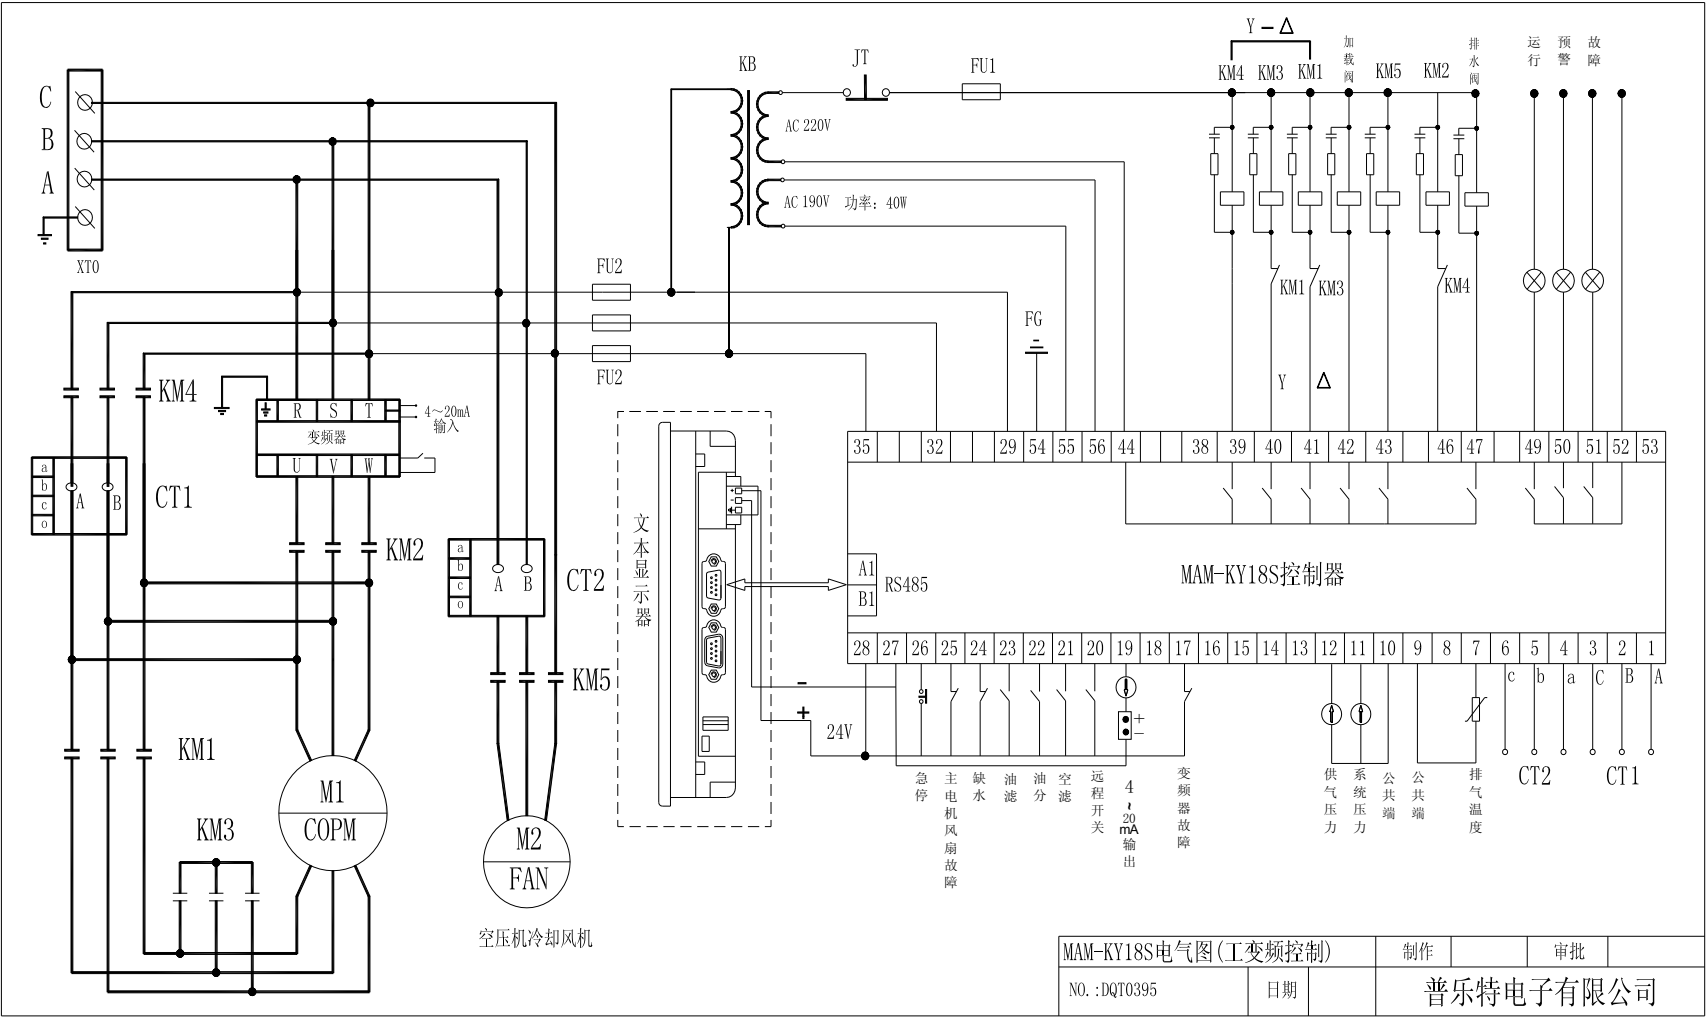 Y－Δ
KB
JT
FU1
KM4
KM3
KM1
加载阀
KM5
KM2
排水阀
运行
预警
故障
C
B
A
XT0
AC 220V
AC 190V 功率：40W
FU2
FU2
FG
KM1
KM3
KM4
Y
Δ
KM4
R
S
T
4～20mA
输入
变频器
U
V
W
a
b
c
o
A
B
CT1
KM2
a
b
c
o
A
B
CT2
KM5
文本显示器
+
-
35
32
29
54
55
56
44
38
39
40
41
42
43
46
47
49
50
51
52
53
A1
B1
RS485
MAM-KY18S控制器
28
27
26
25
24
23
22
21
20
19
18
17
16
15
14
13
12
11
10
9
8
7
6
5
4
3
2
1
c
b
a
C
B
A
－
+
24V
+
－
急停
主电机风扇故障
缺水
油滤
油分
空滤
远程开关
4～20mA输出
变频器故障
供气压力
系统压力
公共端
公共端
排气温度
CT2
CT1
KM1
M1
COPM
KM3
M2
FAN
空压机冷却风机
MAM-KY18S电气图(工变频控制)
制作
审批
NO.:DQT0395
日期
普乐特电子有限公司